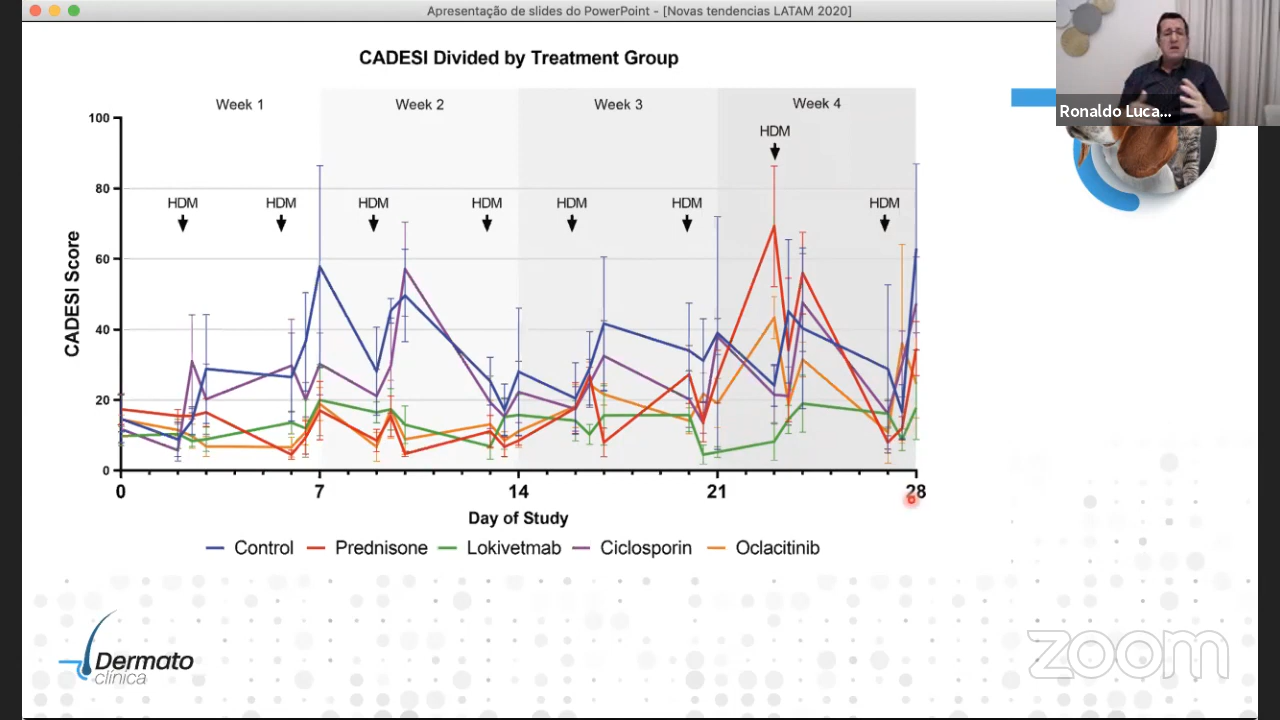 Apresentação de slides do PowerPoint - [Novas tendencias LATAM 2020]
Ronaldo Luca...
CADESI Divided by Treatment Group
Week 1
Week 2
Week 3
Week 4
HDM
HDM
HDM
HDM
HDM
HDM
HDM
HDM
CADESI Score
100
80
60
40
20
0
0
7
14
21
28
Day of Study
Control
Prednisone
Lokivetmab
Ciclosporin
Oclacitinib
Dermato
clínica
zoom